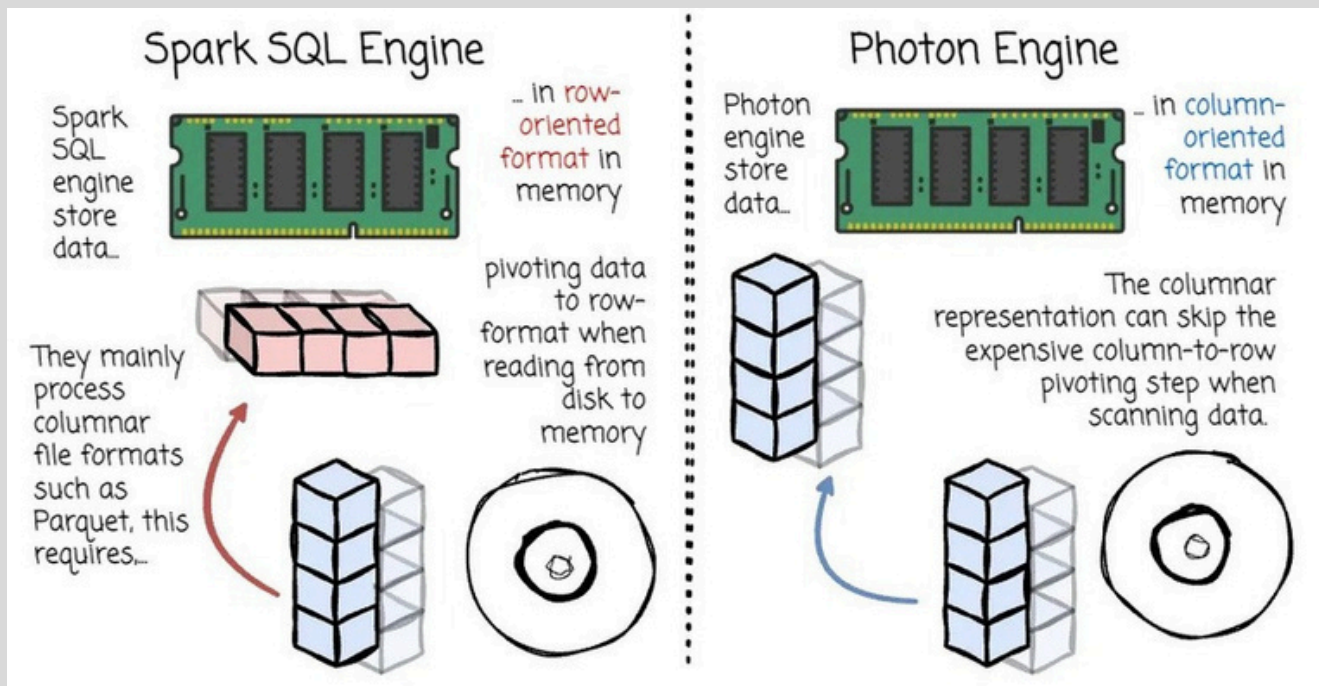 Spark SQL Engine
Spark
SQL
engine
store
data...
... in row-
oriented
format in
memory
They mainly
process
columnar
file formats
such as
Parquet, this
requires,...
pivoting data
to row-
format when
reading from
disk to
memory
Photon Engine
Photon
engine
store
data...
... in column-
oriented
format in
memory
The columnar
representation can skip the
expensive column-to-row
pivoting step when
scanning data.